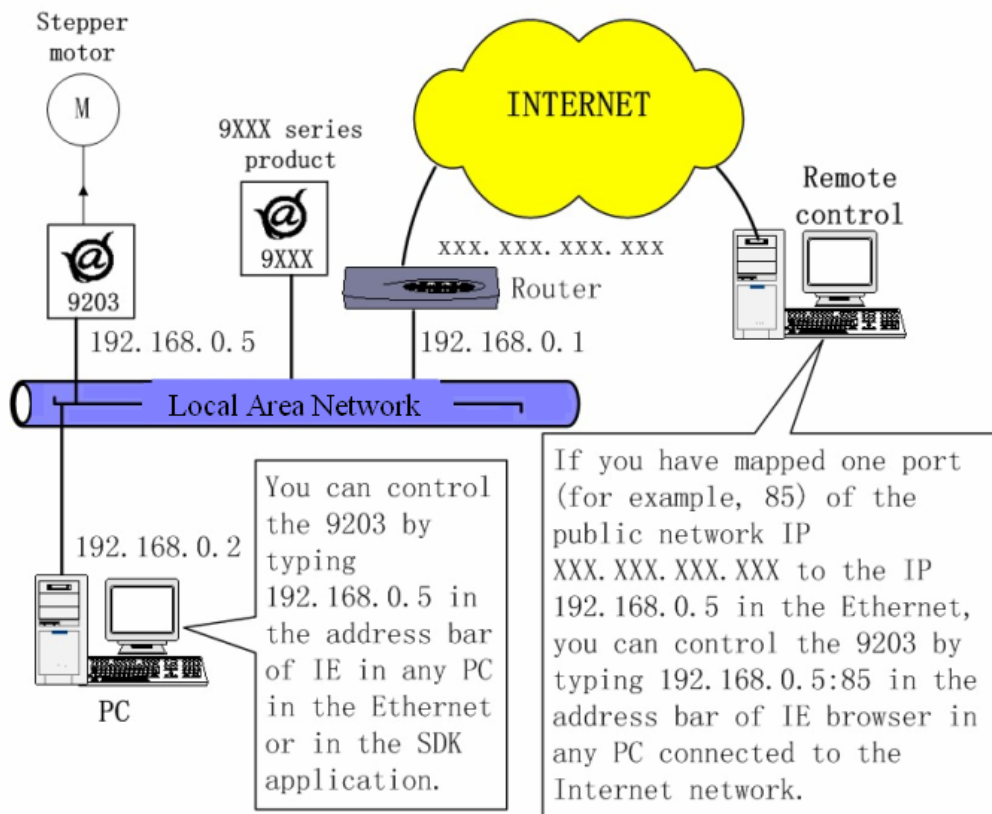 Stepper
motor
M
INTERNET
9XXX series
product
Remote
control
@
9XXX
@
9203
xxx.xxx.xxx.xxx
Router
192.168.0.5
192.168.0.1
Local Area Network
192.168.0.2
PC
You can control
the 9203 by
typing
192.168.0.5 in
the address bar
of IE in any PC
in the Ethernet
or in the SDK
application.
If you have mapped one port
(for example, 85) of the
public network IP
XXX.XXX.XXX.XXX to the IP
192.168.0.5 in the Ethernet,
you can control the 9203 by
typing 192.168.0.5:85 in the
address bar of IE browser in
any PC connected to the
Internet network.